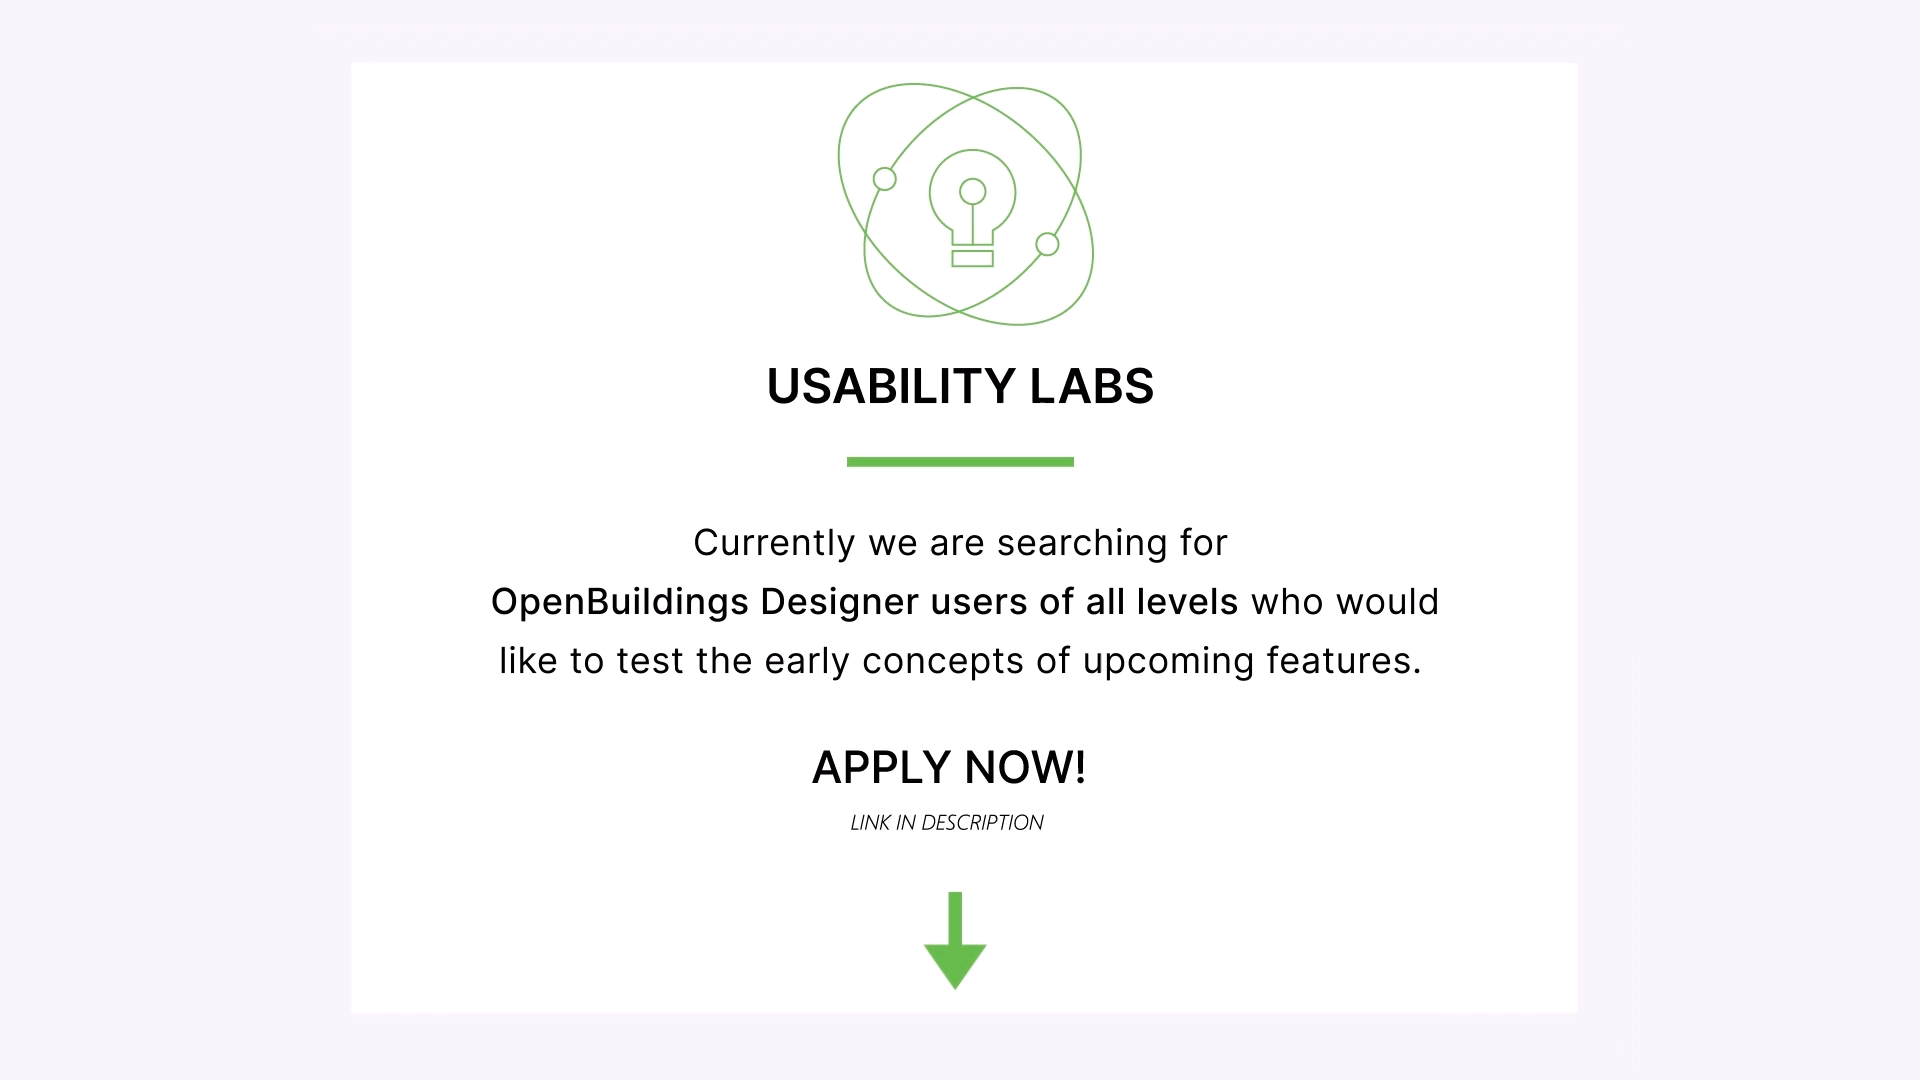 USABILITY LABS
Currently we are searching for
OpenBuildings Designer users of all levels who would
like to test the early concepts of upcoming features.
APPLY NOW!
LINK IN DESCRIPTION